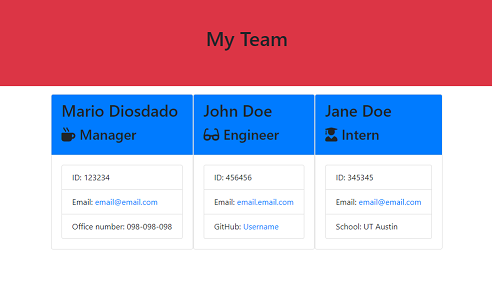 My Team
Mario Diosdado
Manager
ID: 123234
Email: email@email.com
Office number: 098-098-098
John Doe
Engineer
ID: 456456
Email: email.email.com
GitHub: Username
Jane Doe
Intern
ID: 345345
Email: email@email.com
School: UT Austin